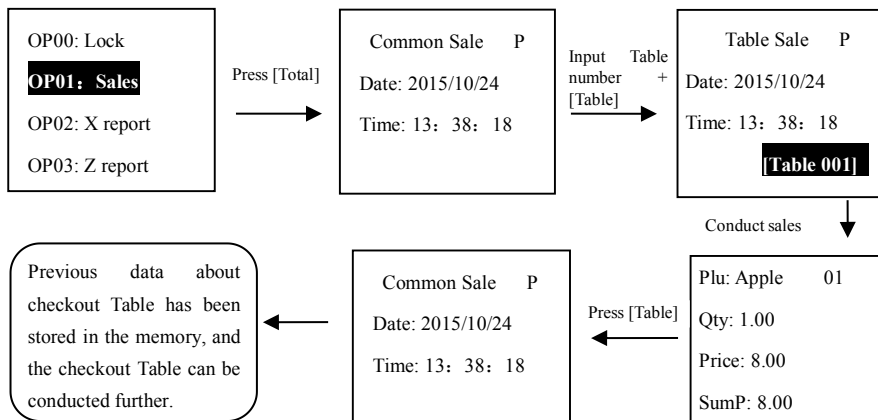 OP00: Lock
OP01：Sales
OP02: X report
OP03: Z report
Press [Total]
Common Sale P
Date: 2015/10/24
Time: 13：38：18
Input Table
number +
[Table]
Table Sale P
Date: 2015/10/24
Time: 13：38：18
[Table 001]
Conduct sales
Plu: Apple 01
Qty: 1.00
Price: 8.00
SumP: 8.00
Press [Table]
Common Sale P
Date: 2015/10/24
Time: 13：38：18
Previous data about
checkout Table has been
stored in the memory, and
the checkout Table can be
conducted further.